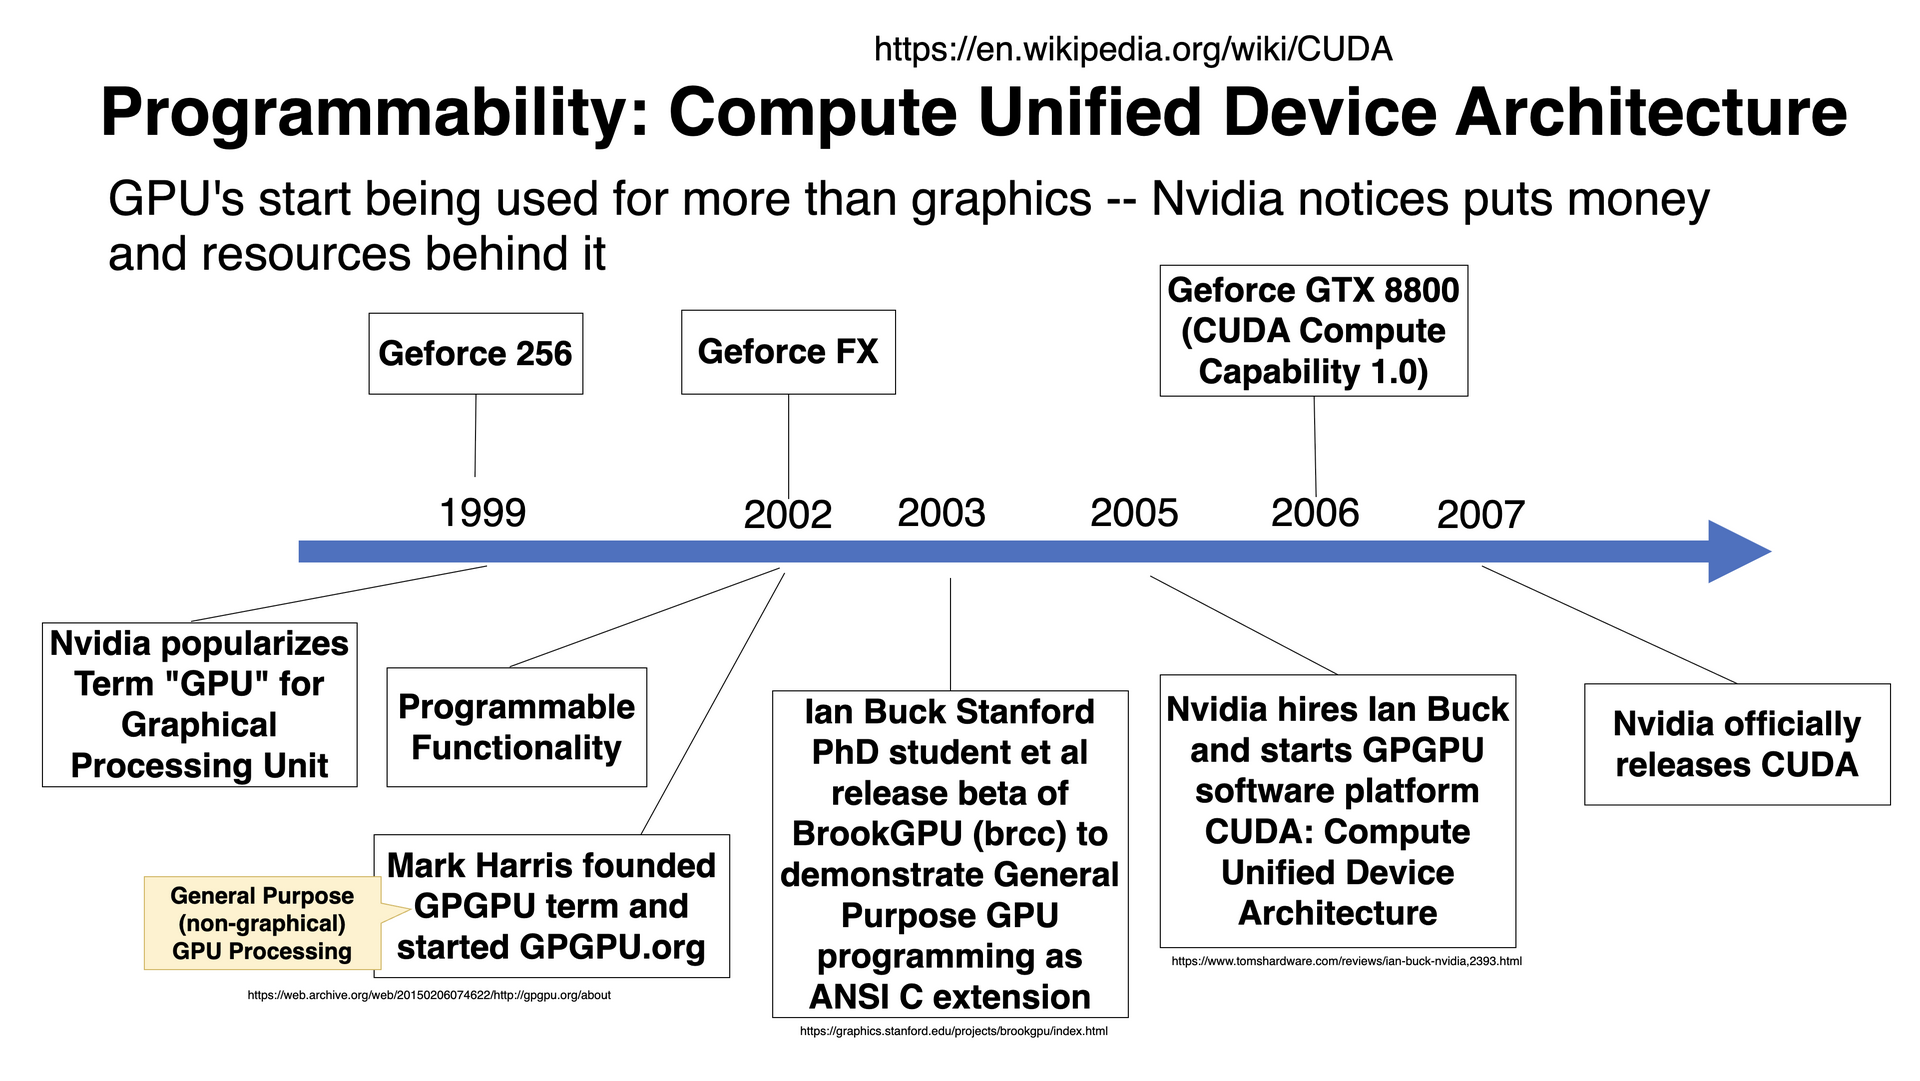 https://en.wikipedia.org/wiki/CUDA
Programmability: Compute Unified Device Architecture
GPU's start being used for more than graphics -- Nvidia notices puts money
and resources behind it
Geforce 256
Geforce FX
Geforce GTX 8800
(CUDA Compute
Capability 1.0)
1999
2002
2003
2005
2006
2007
Nvidia popularizes
Term "GPU" for
Graphical
Processing Unit
Programmable
Functionality
Mark Harris founded
GPGPU term and
started GPGPU.org
General Purpose
(non-graphical)
GPU Processing
https://web.archive.org/web/20150206074622/http://gpgpu.org/about
Ian Buck Stanford
PhD student et al
release beta of
BrookGPU (brcc) to
demonstrate General
Purpose GPU
programming as
ANSI C extension
https://graphics.stanford.edu/projects/brookgpu/index.html
Nvidia hires Ian Buck
and starts GPGPU
software platform
CUDA: Compute
Unified Device
Architecture
https://www.tomshardware.com/reviews/ian-buck-nvidia,2393.html
Nvidia officially
releases CUDA